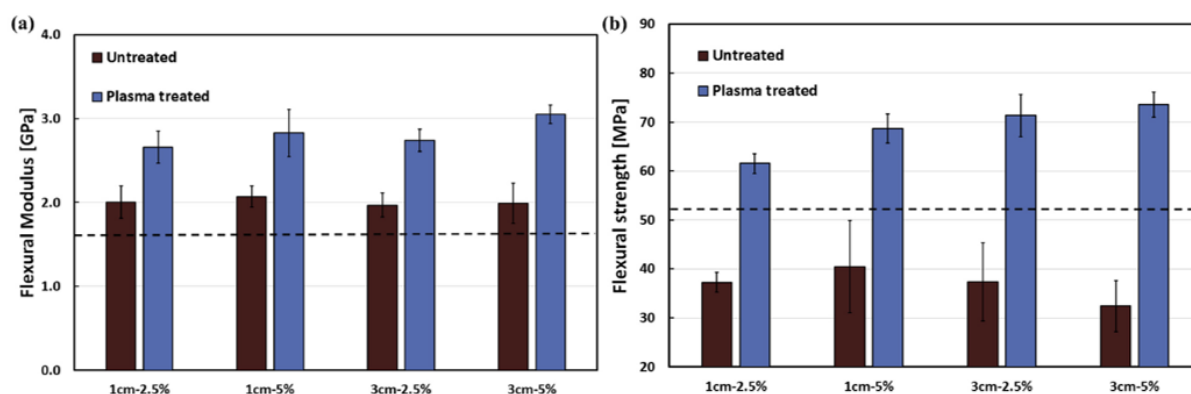 (a)
Flexural Modulus [GPa]
4.0
3.0
2.0
1.0
0.0
Untreated
Plasma treated
1cm-2.5%
1cm-5%
3cm-2.5%
3cm-5%
(b)
Flexural strength [MPa]
90
80
70
60
50
40
30
20
Untreated
Plasma treated
1cm-2.5%
1cm-5%
3cm-2.5%
3cm-5%